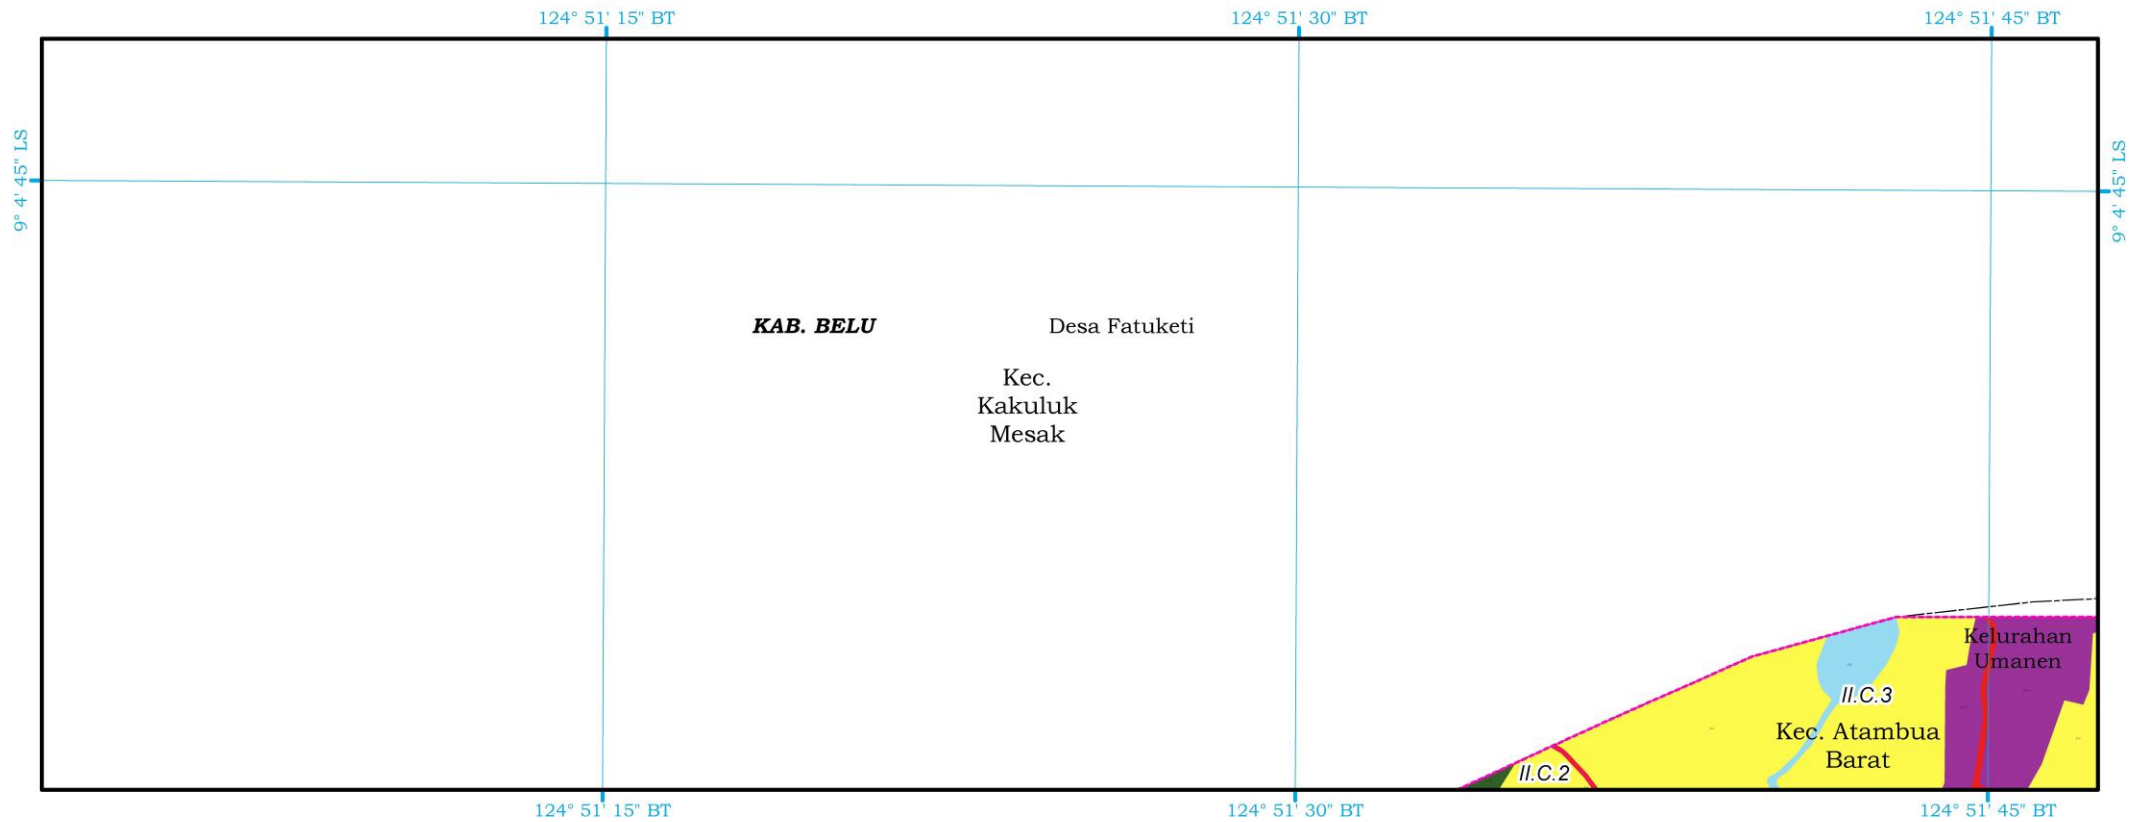 124° 51' 15" BT
124° 51' 30" BT
124° 51' 45" BT
9° 4' 45" LS
9° 4' 45" LS
KAB. BELU
Desa Fatuketi
Kec.
Kakuluk
Mesak
Kelurahan
Umanen
II.C.3
Kec. Atambua
Barat
II.C.2
124° 51' 15" BT
124° 51' 30" BT
124° 51' 45" BT